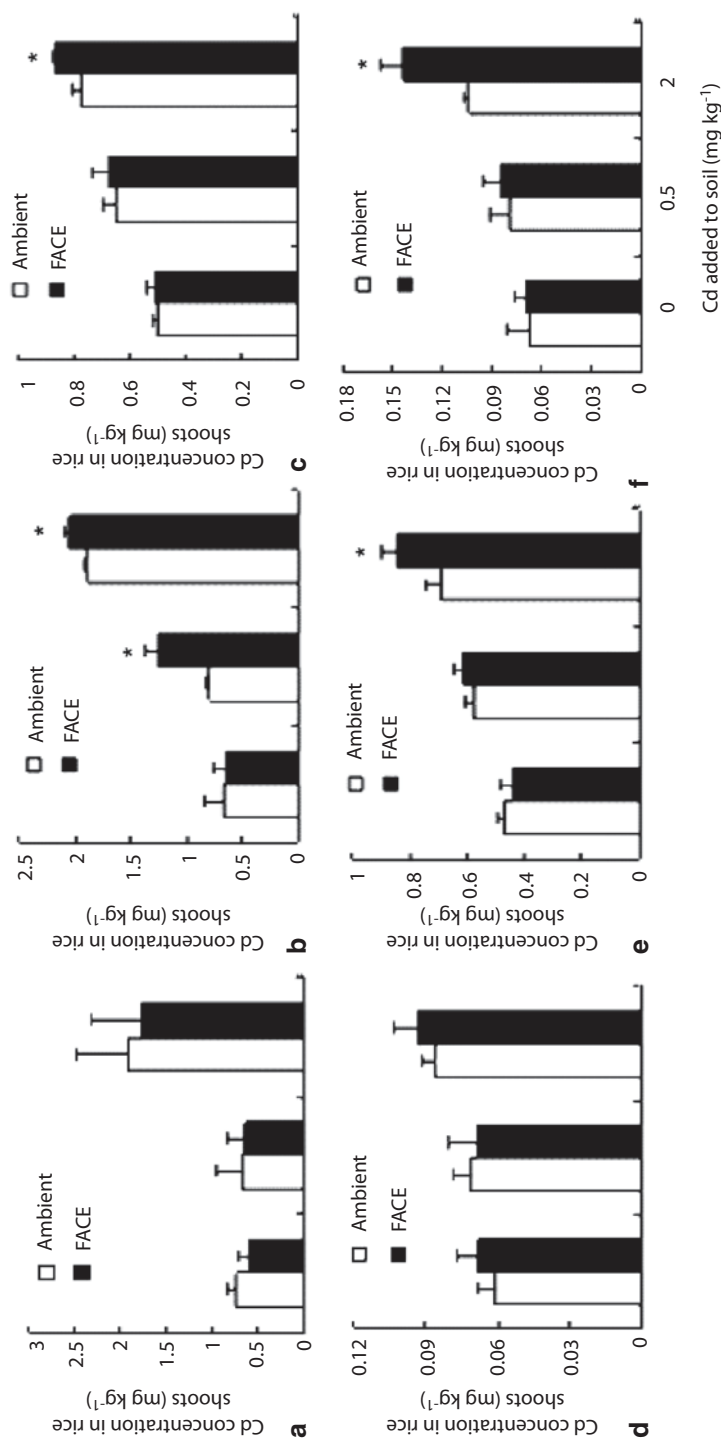 Cd concentration in rice
shoots (mg kg⁻¹)
3
2.5
2
1.5
1
0.5
0
Ambient
FACE
a
Cd concentration in rice
shoots (mg kg⁻¹)
2.5
2
1.5
1
0.5
0
Ambient
FACE
*
*
b
Cd concentration in rice
shoots (mg kg⁻¹)
1
0.8
0.6
0.4
0.2
0
Ambient
FACE
*
c
Cd concentration in rice
shoots (mg kg⁻¹)
0.12
0.09
0.06
0.03
0
Ambient
FACE
d
Cd concentration in rice
shoots (mg kg⁻¹)
1
0.8
0.6
0.4
0.2
0
Ambient
FACE
*
e
Cd concentration in rice
shoots (mg kg⁻¹)
0.18
0.15
0.12
0.09
0.06
0.03
0
Ambient
FACE
*
f
0 0.5 2
Cd added to soil (mg kg⁻¹)